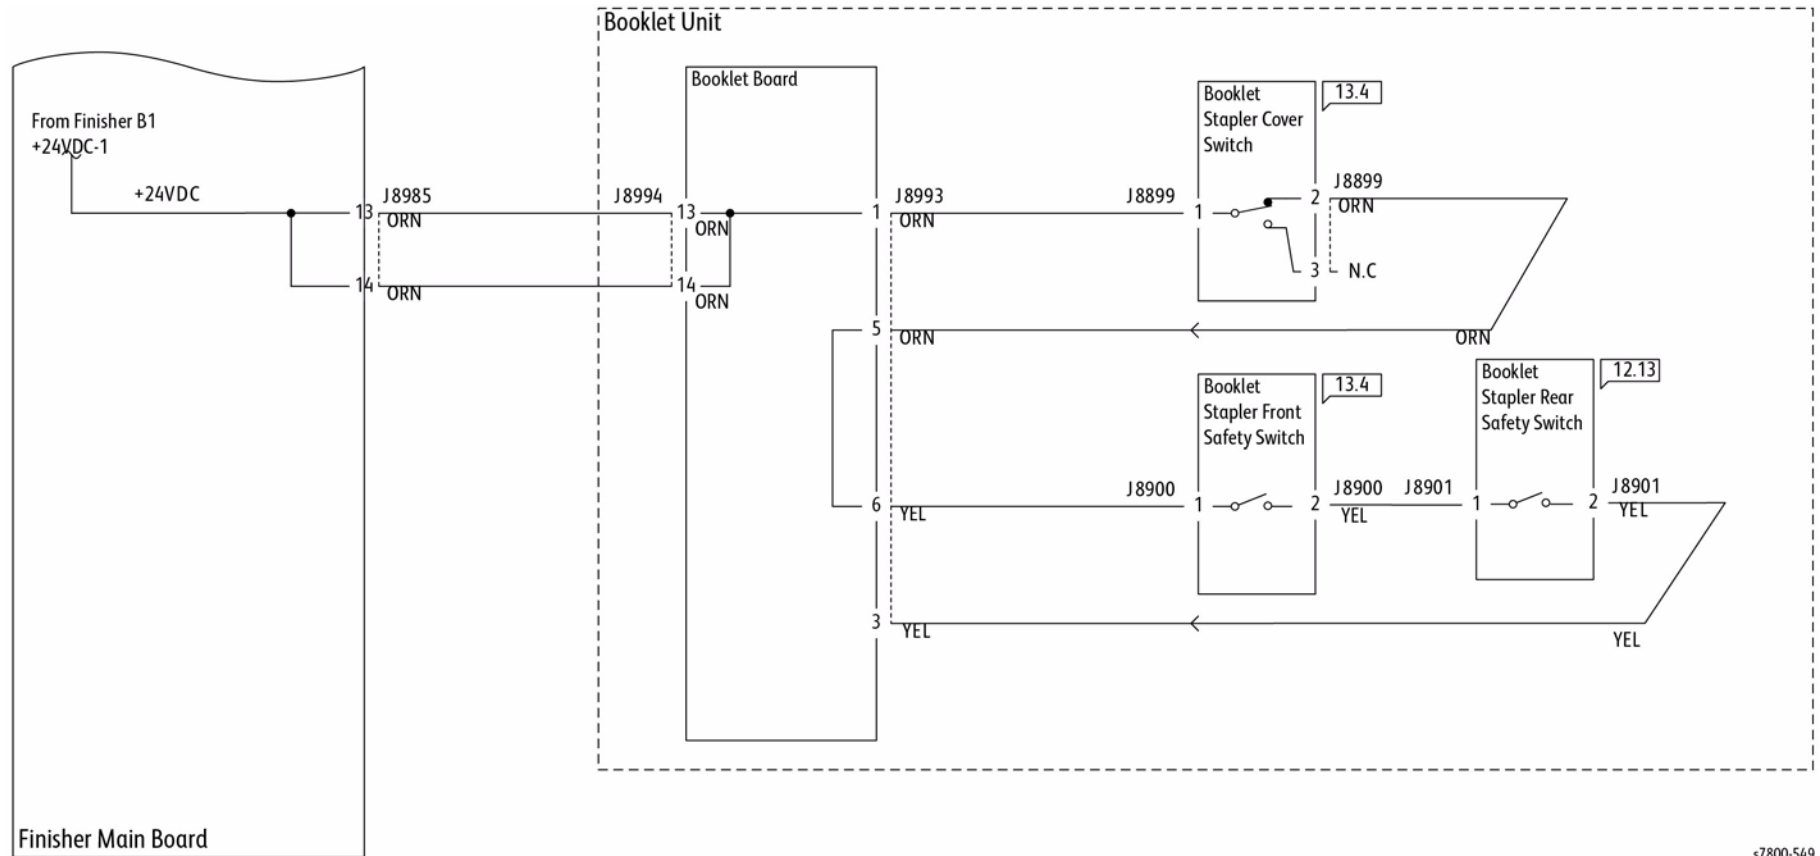 Booklet Unit
Booklet Board
Booklet
Stapler Cover
Switch
13.4
From Finisher B1
+24VDC-1
+24VDC
J8985
J8994
J8993
J8899
J8899
13
ORN
13
ORN
1
ORN
1
2
ORN
14
ORN
14
ORN
3
N.C
5
ORN
ORN
Booklet
Stapler Front
Safety Switch
13.4
Booklet
Stapler Rear
Safety Switch
12.13
J8900
J8900
J8901
J8901
6
YEL
1
2
YEL
1
2
YEL
3
YEL
YEL
Finisher Main Board
s7800-549